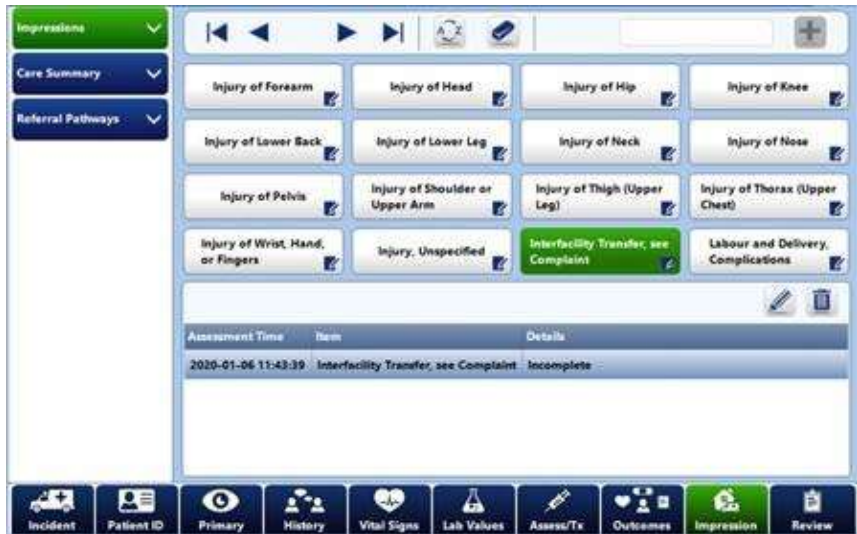 Impressions
Care Summary
Referral Pathways
A Z
Injury of Forearm
Injury of Head
Injury of Hip
Injury of Knee
Injury of Lower Back
Injury of Lower Leg
Injury of Neck
Injury of Nose
Injury of Pelvis
Injury of Shoulder or
Upper Arm
Injury of Thigh (Upper
Leg)
Injury of Thorax (Upper
Chest)
Injury of Wrist, Hand,
or Fingers
Injury, Unspecified
Interfacility Transfer, see
Complaint
Labour and Delivery,
Complications
Assessment Time Item Details
2020-01-06 11:43:39 Interfacility Transfer, see Complaint Incomplete
Incident Patient ID Primary History Vital Signs Lab Values Assess/Tx Outcomes Impression Review